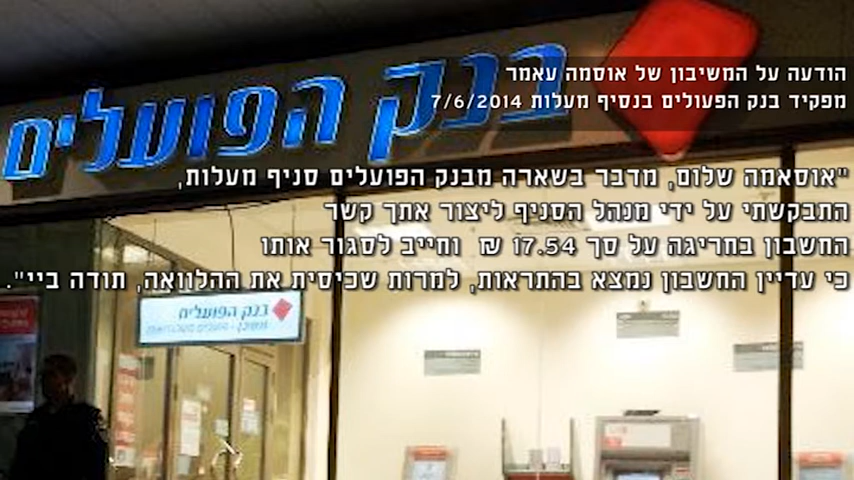 בנק הפועלים
הודעה על המשיבון של אוסמה עאמר
מפקיד בנק הפעולים בנסיף מעלות 7/6/2014
"אוסאמה שלום, מדבר בשארה מבנק הפועלים סניף מעלות,
התבקשתי על ידי מנהל הסניף ליצור אתך קשר
החשבון בחריגה על סך 17.54 ₪ וחייב לסגור אותו
כי עדיין החשבון נמצא בהתראות, למרות שכיסית את ההלוואה, תודה ביי".
בנק הפועלים